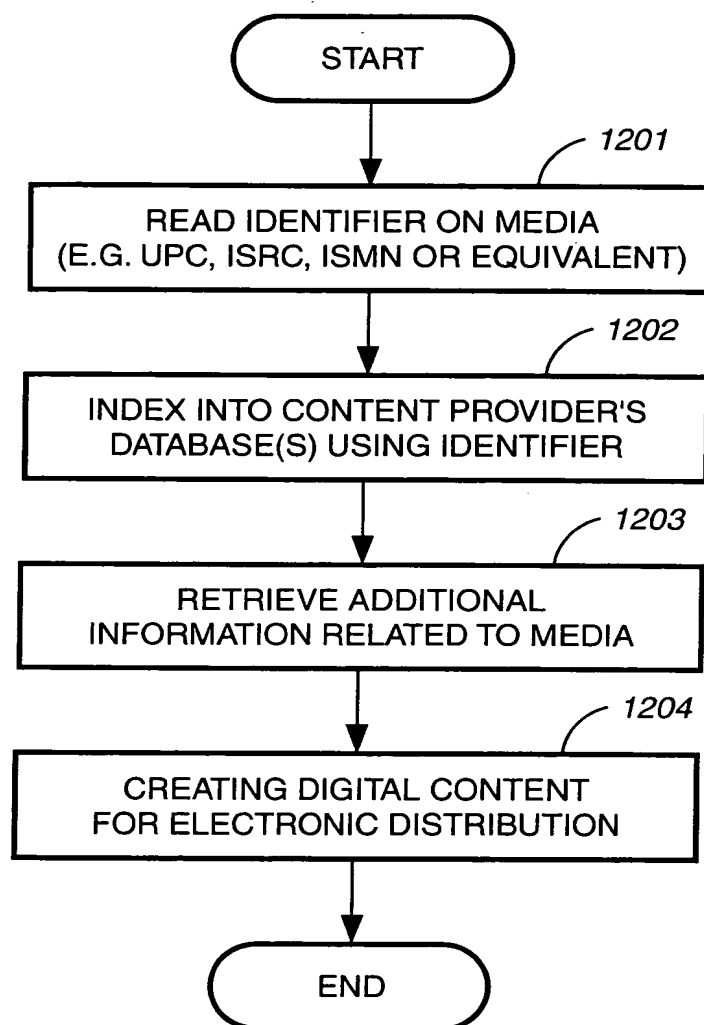 START
1201
READ IDENTIFIER ON MEDIA
(E.G. UPC, ISRC, ISMN OR EQUIVALENT)
1202
INDEX INTO CONTENT PROVIDER'S
DATABASE(S) USING IDENTIFIER
1203
RETRIEVE ADDITIONAL
INFORMATION RELATED TO MEDIA
1204
CREATING DIGITAL CONTENT
FOR ELECTRONIC DISTRIBUTION
END